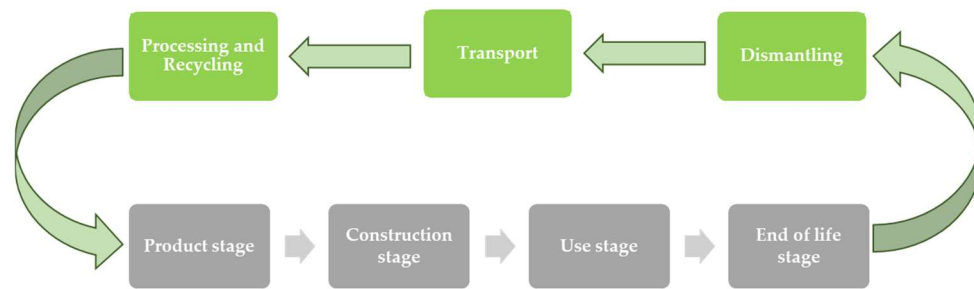 Processing and
Recycling
Transport
Dismantling
Product stage
Construction
stage
Use stage
End of life
stage